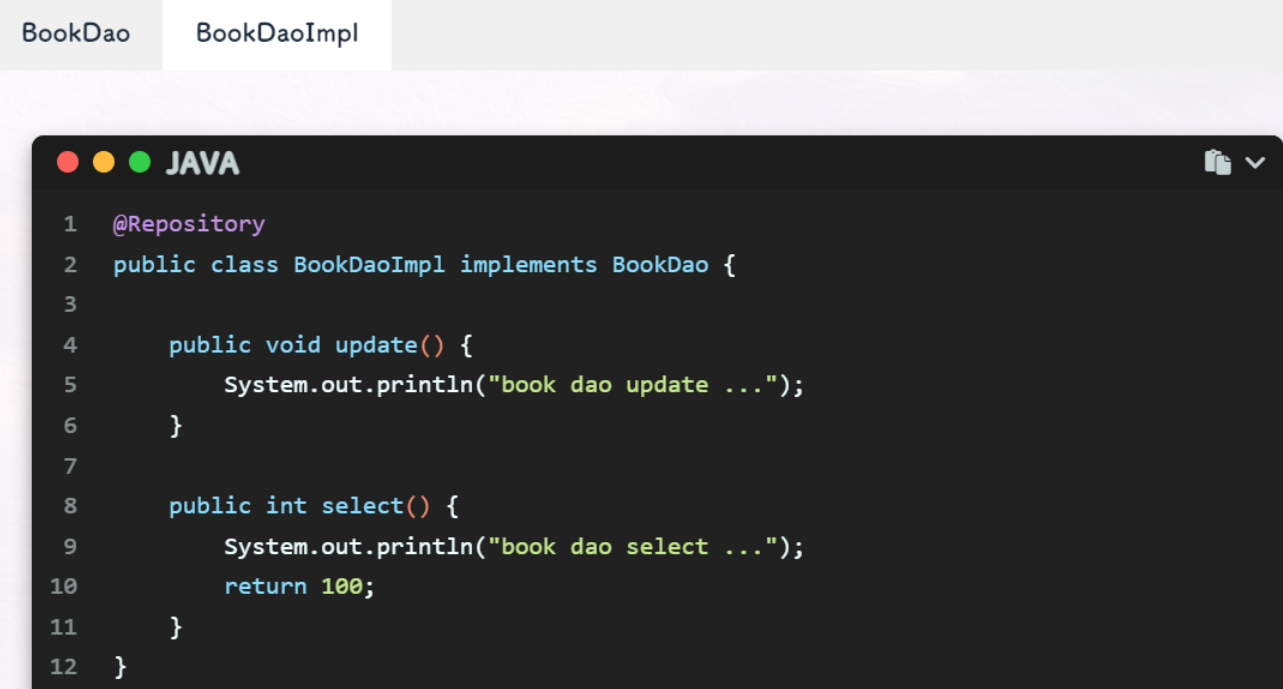 BookDao BookDaoImpl
JAVA
1 @Repository
2 public class BookDaoImpl implements BookDao {
3
4     public void update() {
5         System.out.println("book dao update ...");
6     }
7
8     public int select() {
9         System.out.println("book dao select ...");
10         return 100;
11     }
12 }